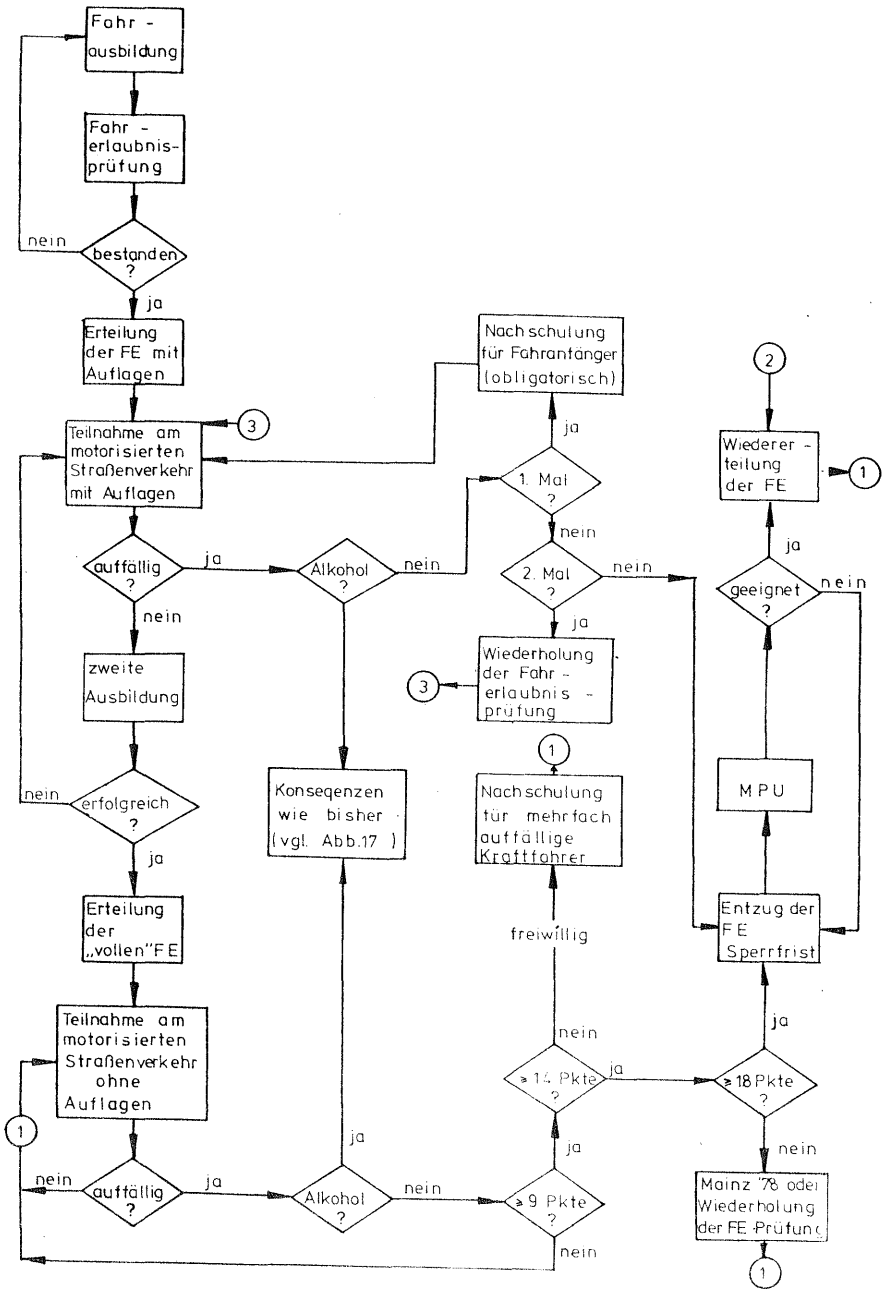 Fahr -
ausbildung
Fahr -
erlaubnis-
prüfung
nein
bestanden
?
ja
Erteilung
der FE mit
Auflagen
3
Teilnahme am
motorisierten
Straßenverkehr
mit Auflagen
auffällig
?
ja
nein
zweite
Ausbildung
nein
erfolgreich
?
ja
Erteilung
der
„vollen" FE
Teilnahme am
motorisierten
Straßenverkehr
ohne
Auflagen
1
nein
auffällig
?
ja
Alkohol
?
nein
Konseqenzen
wie bisher
(vgl. Abb.17 )
ja
Alkohol
?
nein
Nachschulung
für Fahranfänger
(obligatorisch)
ja
1. Mal
?
nein
2. Mal
?
nein
ja
Wiederholung
der Fahr -
erlaubnis -
prüfung
3
1
Nachschulung
für mehrfach
auffällige
Kraftfahrer
freiwillig
nein
≥ 14 Pkte
?
ja
ja
≥ 9 Pkte
?
nein
2
Wiederer -
teilung
der FE
1
ja
geeignet
?
nein
MPU
Entzug der
FE
Sperrfrist
ja
≥ 18 Pkte
?
nein
Mainz '78 oder
Wiederholung
der FE-Prüfung
1